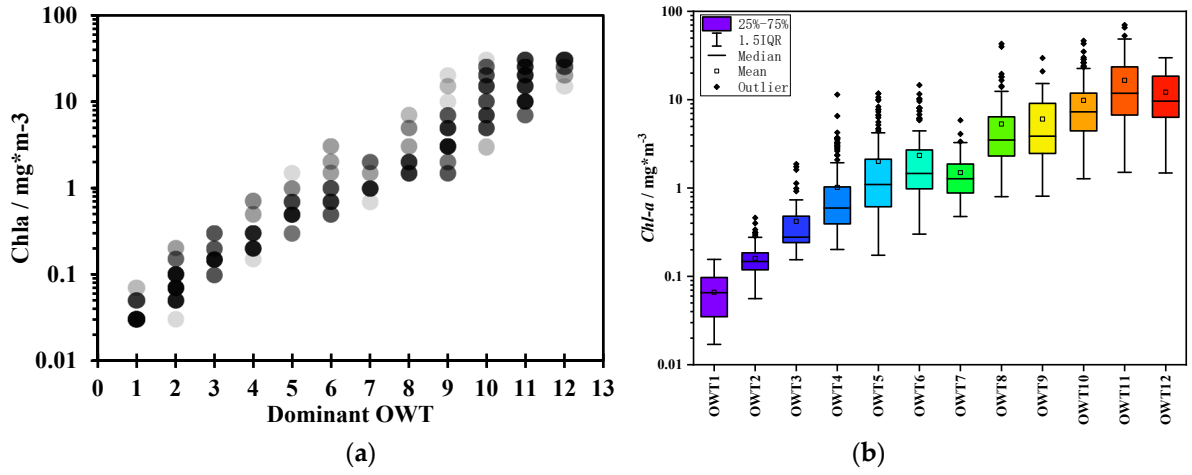 100
10
1
0.1
0.01
Chla / mg*m-3
0 1 2 3 4 5 6 7 8 9 10 11 12 13
Dominant OWT
(a)
100
10
1
0.1
0.01
Chl-a / mg*m-3
25%-75%
1.5IQR
Median
Mean
Outlier
OWT1
OWT2
OWT3
OWT4
OWT5
OWT6
OWT7
OWT8
OWT9
OWT10
OWT11
OWT12
(b)